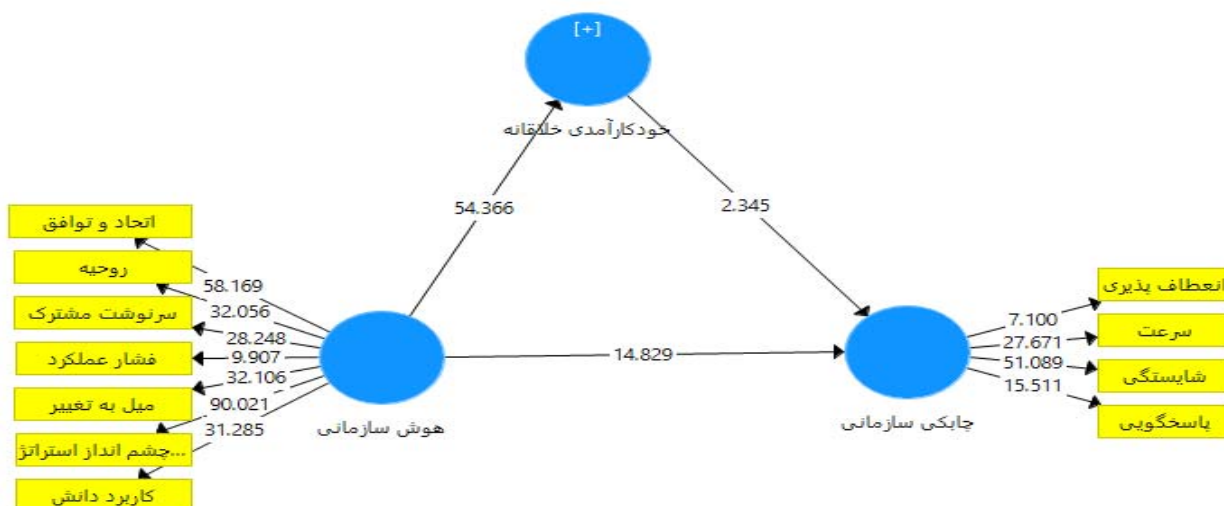 [+]
خودکارآمدی خلاقانه
54.366
2.345
اتحاد و توافق
روحیه
سرنوشت مشترک
فشار عملکرد
میل به تغییر
چشم انداز استراتژ...
کاربرد دانش
58.169
32.056
28.248
9.907
32.106
90.021
31.285
هوش سازمانی
14.829
چابکی سازمانی
7.100
27.671
51.089
15.511
انعطاف پذیری
سرعت
شایستگی
پاسخگویی